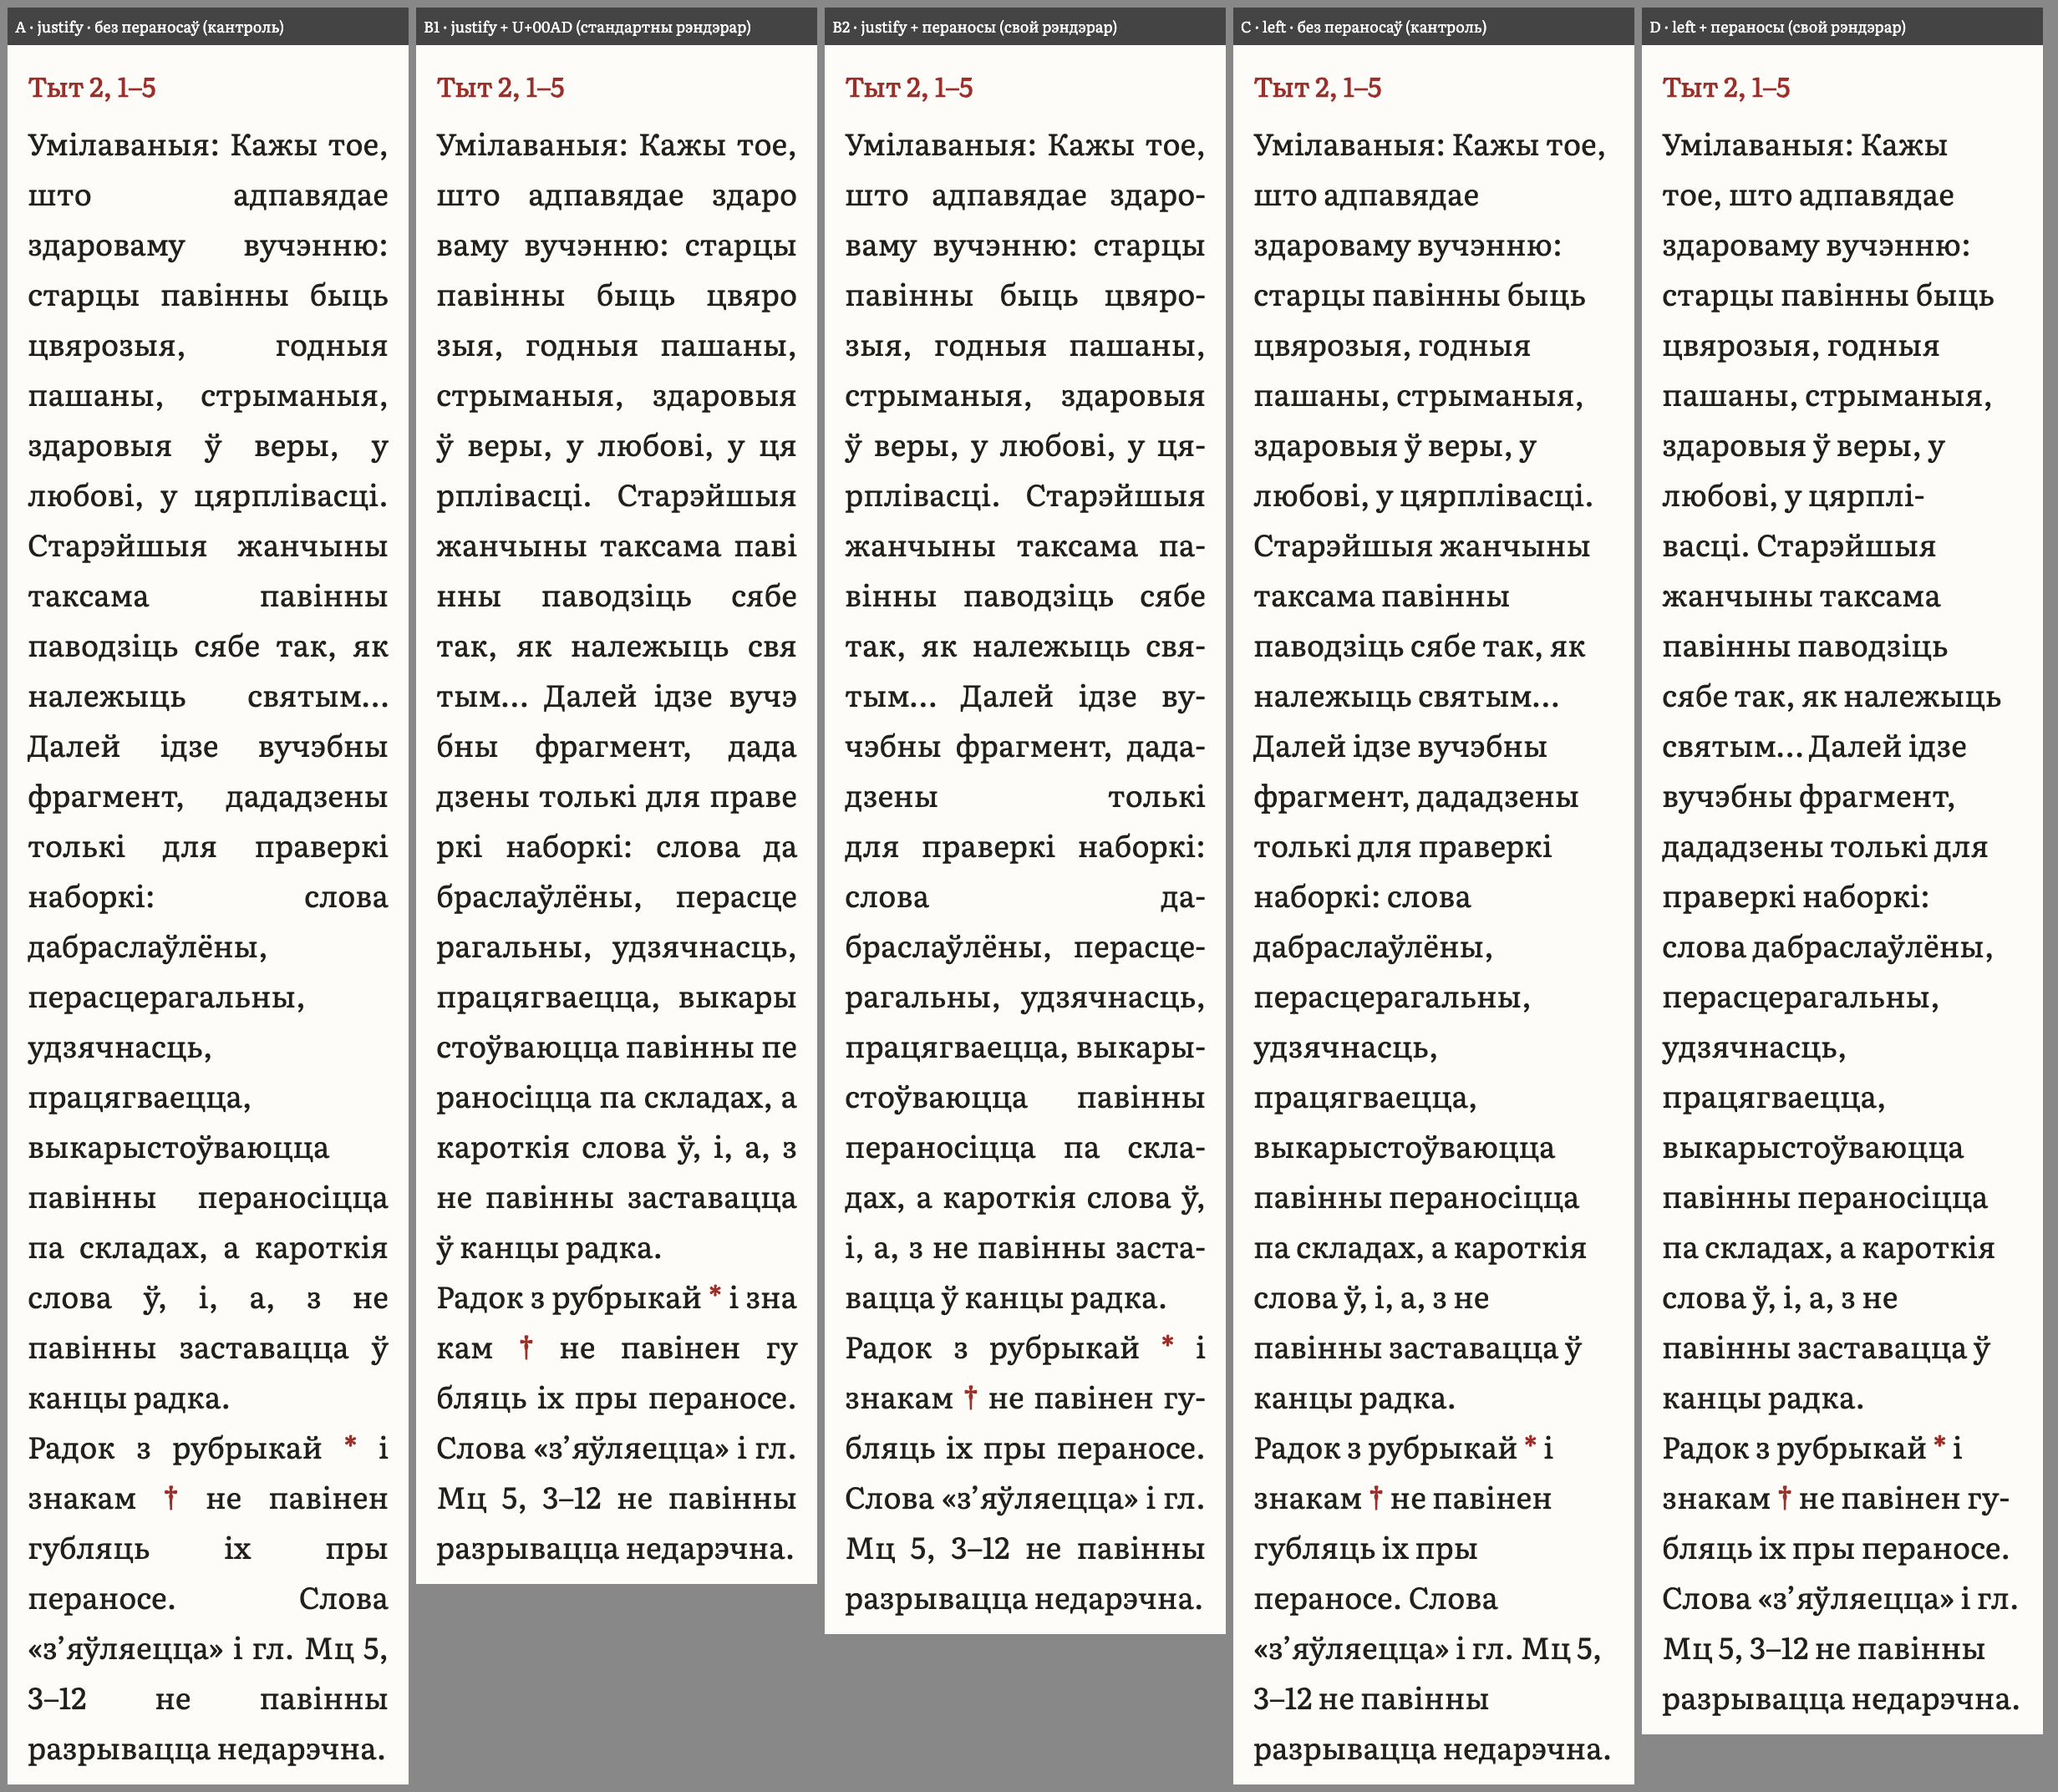 A · justify · без пераносаў (кантроль)
Тыт 2, 1–5
Умілаваныя: Кажы тое,
што адпавядае
здароваму вучэнню:
старцы павінны быць
цвярозыя, годныя
пашаны, стрыманыя,
здаровыя ў веры, у
любові, у цярплівасці.
Старэйшыя жанчыны
таксама павінны
паводзіць сябе так, як
належыць святым…
Далей ідзе вучэбны
фрагмент, дададзены
толькі для праверкі
наборкі: слова
дабраслаўлёны,
перасцерагальны,
удзячнасць,
працягваецца,
выкарыстоўваюцца
павінны пераносіцца
па складах, а кароткія
слова ў, і, а, з не
павінны заставацца ў
канцы радка.
Радок з рубрыкай * і
знакам † не павінен
губляць іх пры
пераносе. Слова
«з’яўляецца» і гл. Мц 5,
3–12 не павінны
разрывацца недарэчна.
B1 · justify + U+00AD (стандартны рэндэрар)
Тыт 2, 1–5
Умілаваныя: Кажы тое,
што адпавядае здаро
ваму вучэнню: старцы
павінны быць цвяро
зыя, годныя пашаны,
стрыманыя, здаровыя
ў веры, у любові, у ця
рплівасці. Старэйшыя
жанчыны таксама паві
нны паводзіць сябе
так, як належыць свя
тым… Далей ідзе вучэ
бны фрагмент, дада
дзены толькі для праве
ркі наборкі: слова да
браслаўлёны, перасце
рагальны, удзячнасць,
працягваецца, выкары
стоўваюцца павінны пе
раносіцца па складах, а
кароткія слова ў, і, а, з
не павінны заставацца
ў канцы радка.
Радок з рубрыкай * і зна
кам † не павінен гу
бляць іх пры пераносе.
Слова «з’яўляецца» і гл.
Мц 5, 3–12 не павінны
разрывацца недарэчна.
B2 · justify + пераносы (свой рэндэрар)
Тыт 2, 1–5
Умілаваныя: Кажы тое,
што адпавядае здаро-
ваму вучэнню: старцы
павінны быць цвяро-
зыя, годныя пашаны,
стрыманыя, здаровыя
ў веры, у любові, у ця-
рплівасці. Старэйшыя
жанчыны таксама па-
вінны паводзіць сябе
так, як належыць свя-
тым… Далей ідзе ву-
чэбны фрагмент, дада-
дзены толькі
для праверкі наборкі:
слова да-
браслаўлёны, перасце-
рагальны, удзячнасць,
працягваецца, выкары-
стоўваюцца павінны
пераносіцца па скла-
дах, а кароткія слова ў,
і, а, з не павінны заста-
вацца ў канцы радка.
Радок з рубрыкай * і
знакам † не павінен гу-
бляць іх пры пераносе.
Слова «з’яўляецца» і гл.
Мц 5, 3–12 не павінны
разрывацца недарэчна.
C · left · без пераносаў (кантроль)
Тыт 2, 1–5
Умілаваныя: Кажы тое,
што адпавядае
здароваму вучэнню:
старцы павінны быць
цвярозыя, годныя
пашаны, стрыманыя,
здаровыя ў веры, у
любові, у цярплівасці.
Старэйшыя жанчыны
таксама павінны
паводзіць сябе так, як
належыць святым…
Далей ідзе вучэбны
фрагмент, дададзены
толькі для праверкі
наборкі: слова
дабраслаўлёны,
перасцерагальны,
удзячнасць,
працягваецца,
выкарыстоўваюцца
павінны пераносіцца
па складах, а кароткія
слова ў, і, а, з не
павінны заставацца ў
канцы радка.
Радок з рубрыкай * і
знакам † не павінен
губляць іх пры
пераносе. Слова
«з’яўляецца» і гл. Мц 5,
3–12 не павінны
разрывацца недарэчна.
D · left + пераносы (свой рэндэрар)
Тыт 2, 1–5
Умілаваныя: Кажы
тое, што адпавядае
здароваму вучэнню:
старцы павінны быць
цвярозыя, годныя
пашаны, стрыманыя,
здаровыя ў веры, у
любові, у цярплі-
васці. Старэйшыя
жанчыны таксама
павінны паводзіць
сябе так, як належыць
святым… Далей ідзе
вучэбны фрагмент,
дададзены толькі для
праверкі наборкі:
слова дабраслаўлёны,
перасцерагальны,
удзячнасць,
працягваецца,
выкарыстоўваюцца
павінны пераносіцца
па складах, а кароткія
слова ў, і, а, з не
павінны заставацца ў
канцы радка.
Радок з рубрыкай * і
знакам † не павінен гу-
бляць іх пры пераносе.
Слова «з’яўляецца» і гл.
Мц 5, 3–12 не павінны
разрывацца недарэчна.